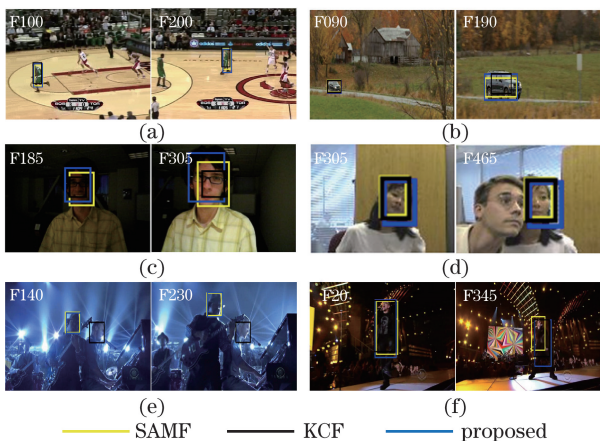 F100 F200 F090 F190
(a) (b)
F185 F305 F305 F465
(c) (d)
F140 F230 F20 F345
(e) (f)
SAMF KCF proposed